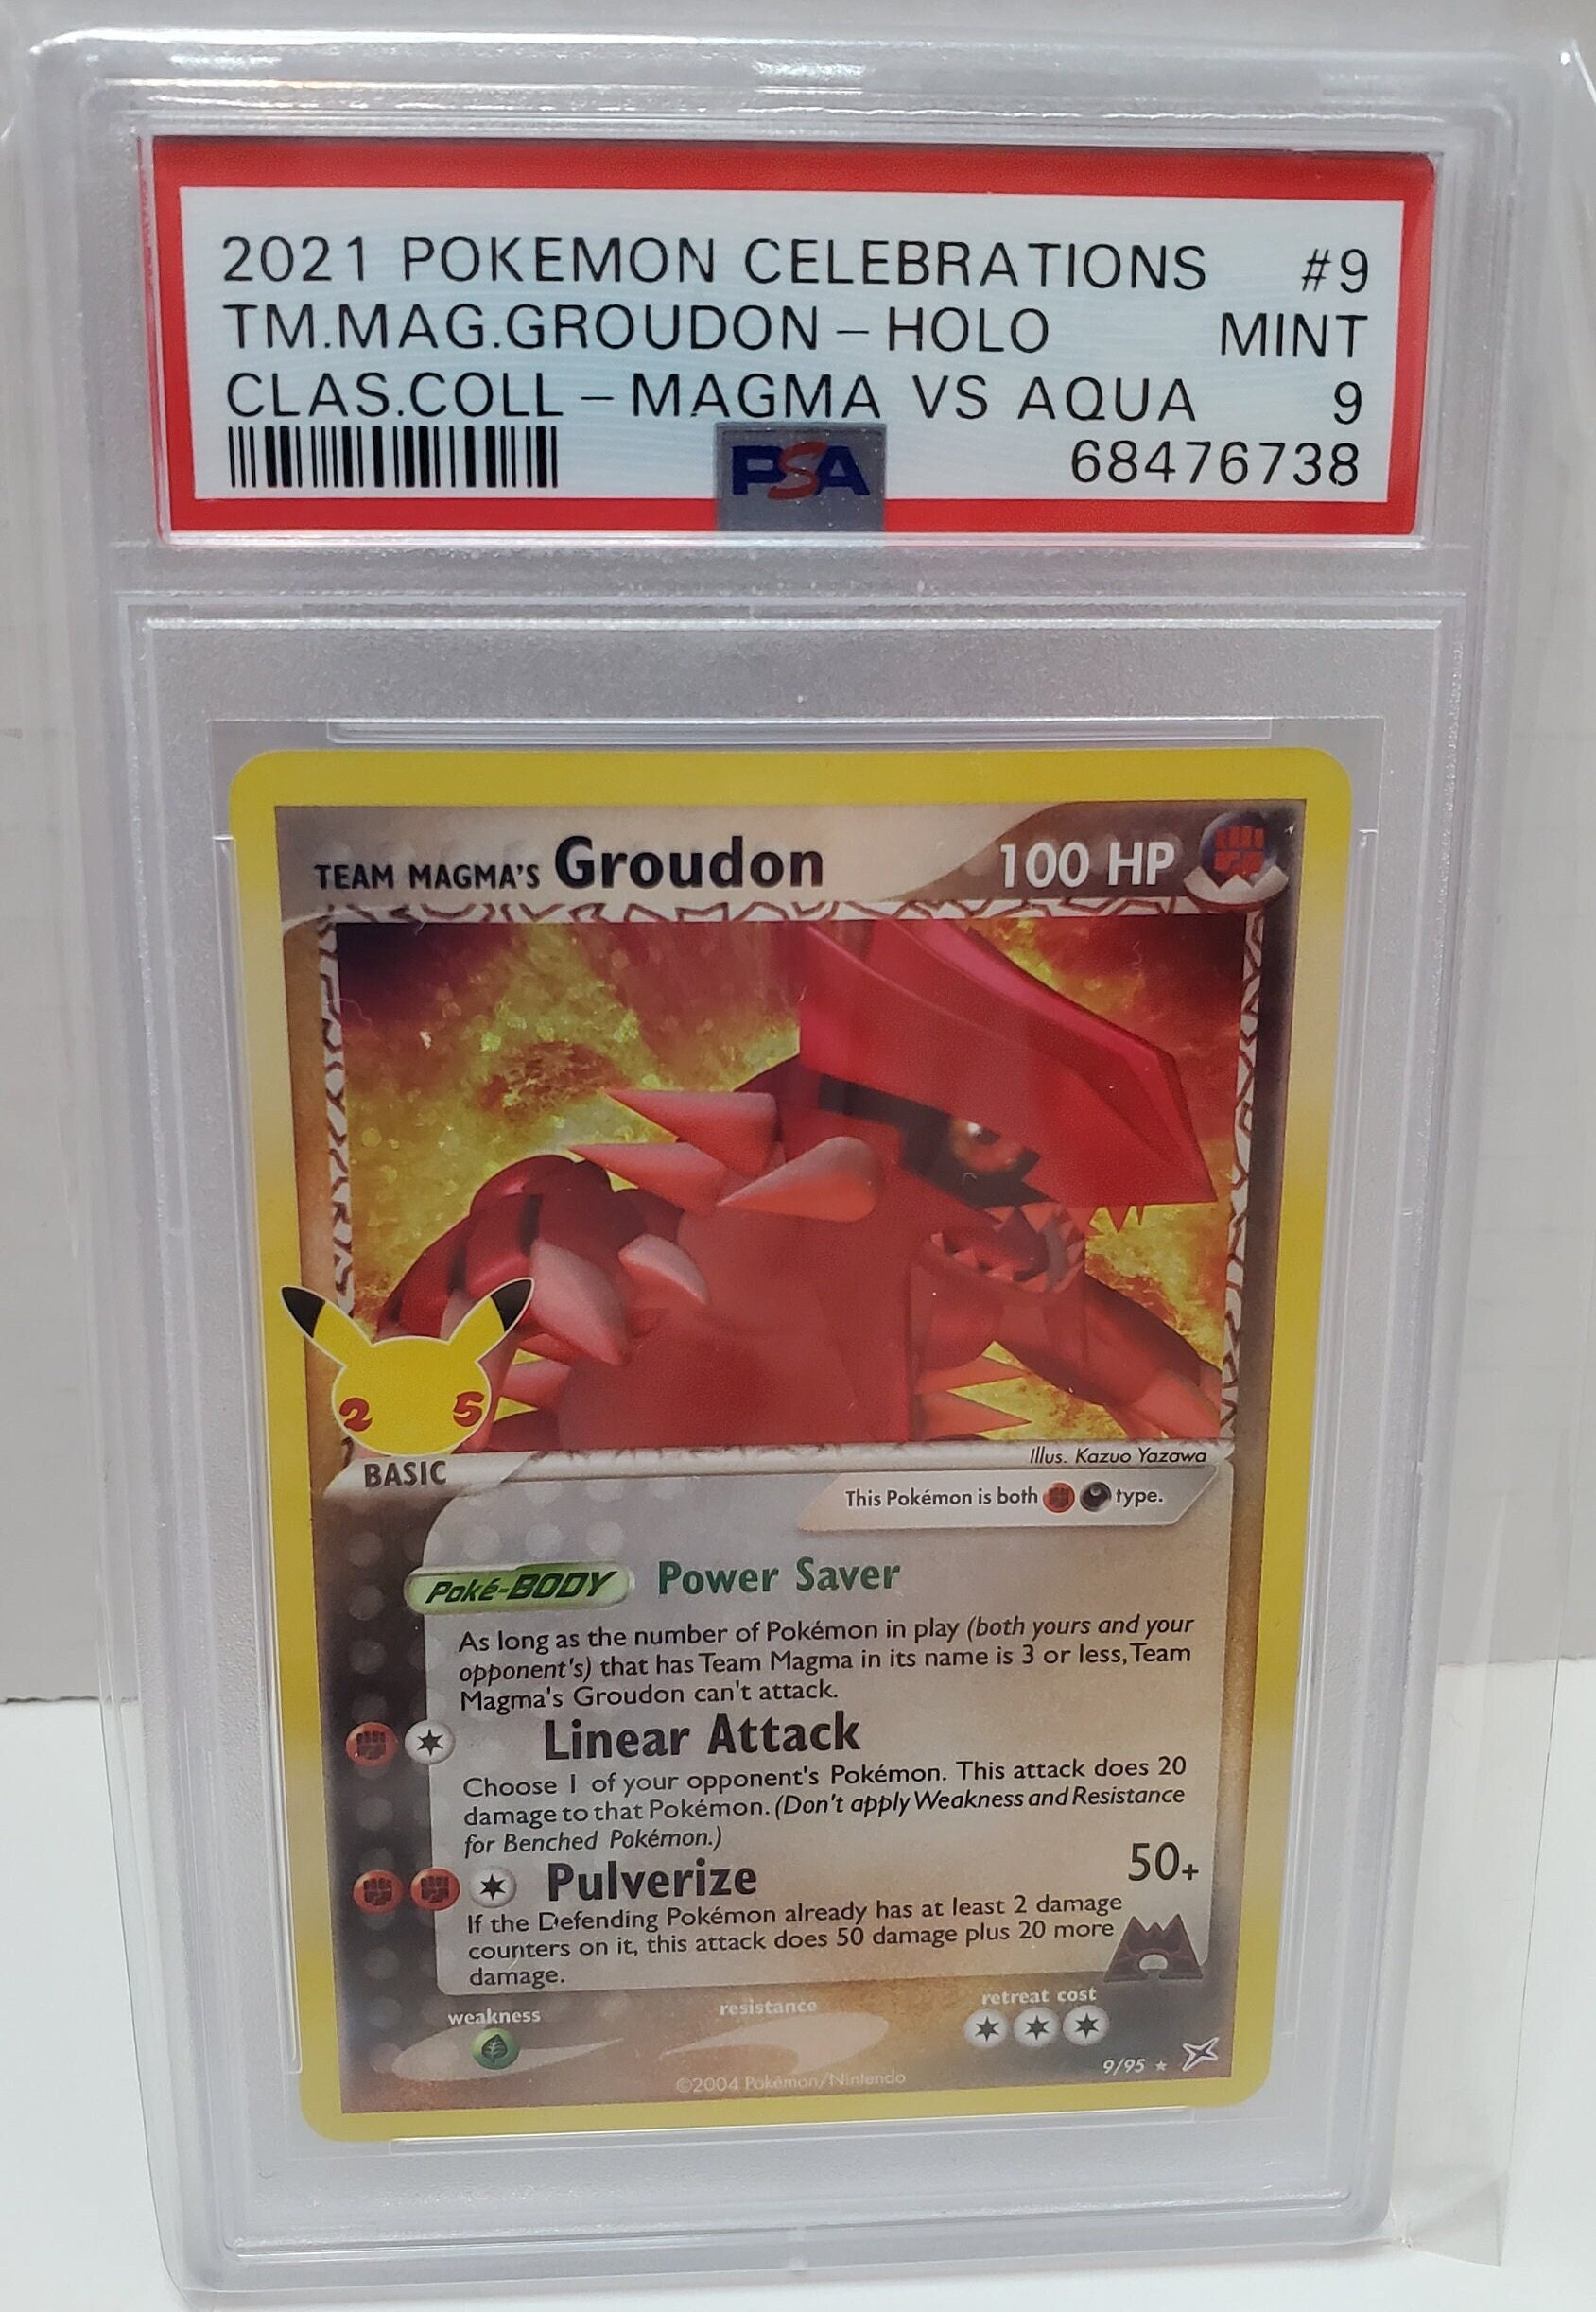 2021 POKEMON CELEBRATIONS #9
TM.MAG.GROUDON - HOLO MINT
CLAS.COLL - MAGMA VS AQUA 9
PSA 68476738
TEAM MAGMA'S Groudon 100 HP
25
BASIC
Illus. Kazuo Yazawa
This Pokémon is both type.
Poké-BODY Power Saver
As long as the number of Pokémon in play (both yours and your
opponent's) that has Team Magma in its name is 3 or less, Team
Magma's Groudon can't attack.
Linear Attack
Choose 1 of your opponent's Pokémon. This attack does 20
damage to that Pokémon. (Don't apply Weakness and Resistance
for Benched Pokémon.)
Pulverize 50+
If the Defending Pokémon already has at least 2 damage
counters on it, this attack does 50 damage plus 20 more
damage.
weakness resistance retreat cost
9/95
©2004 Pokémon/Nintendo